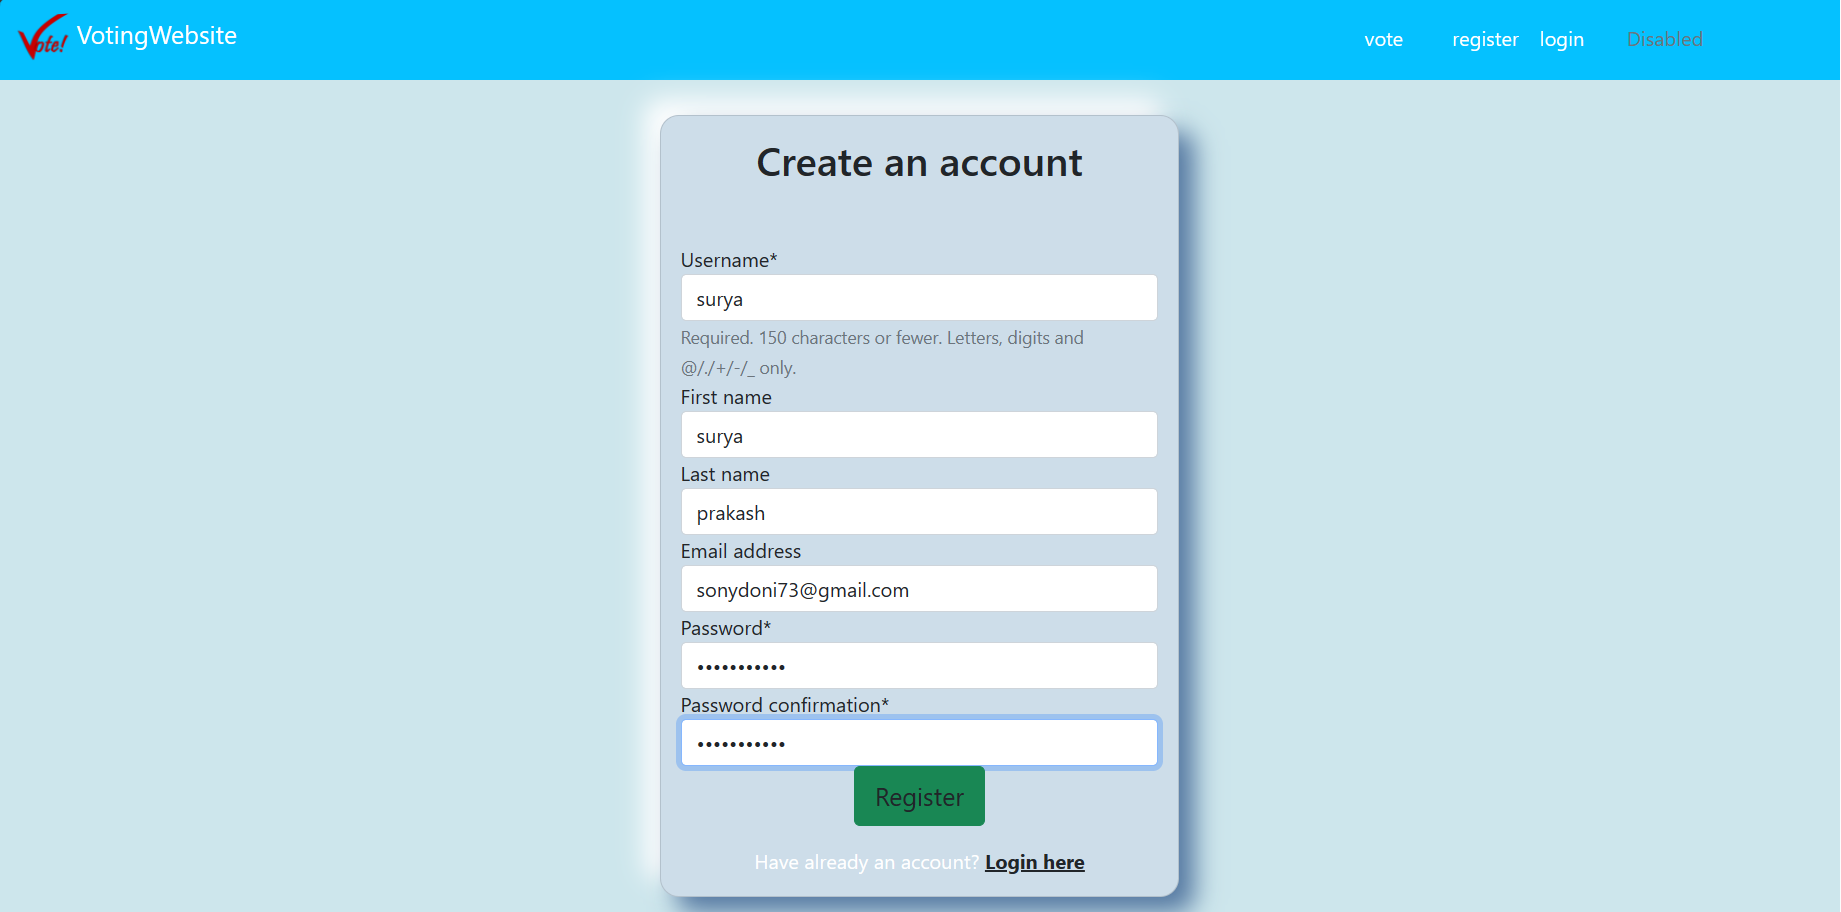 Vote! VotingWebsite
vote register login Disabled
Create an account
Username*
surya
Required. 150 characters or fewer. Letters, digits and
@/./+/-/_ only.
First name
surya
Last name
prakash
Email address
sonydoni73@gmail.com
Password*
•••••••••••
Password confirmation*
•••••••••••
Register
Have already an account? Login here